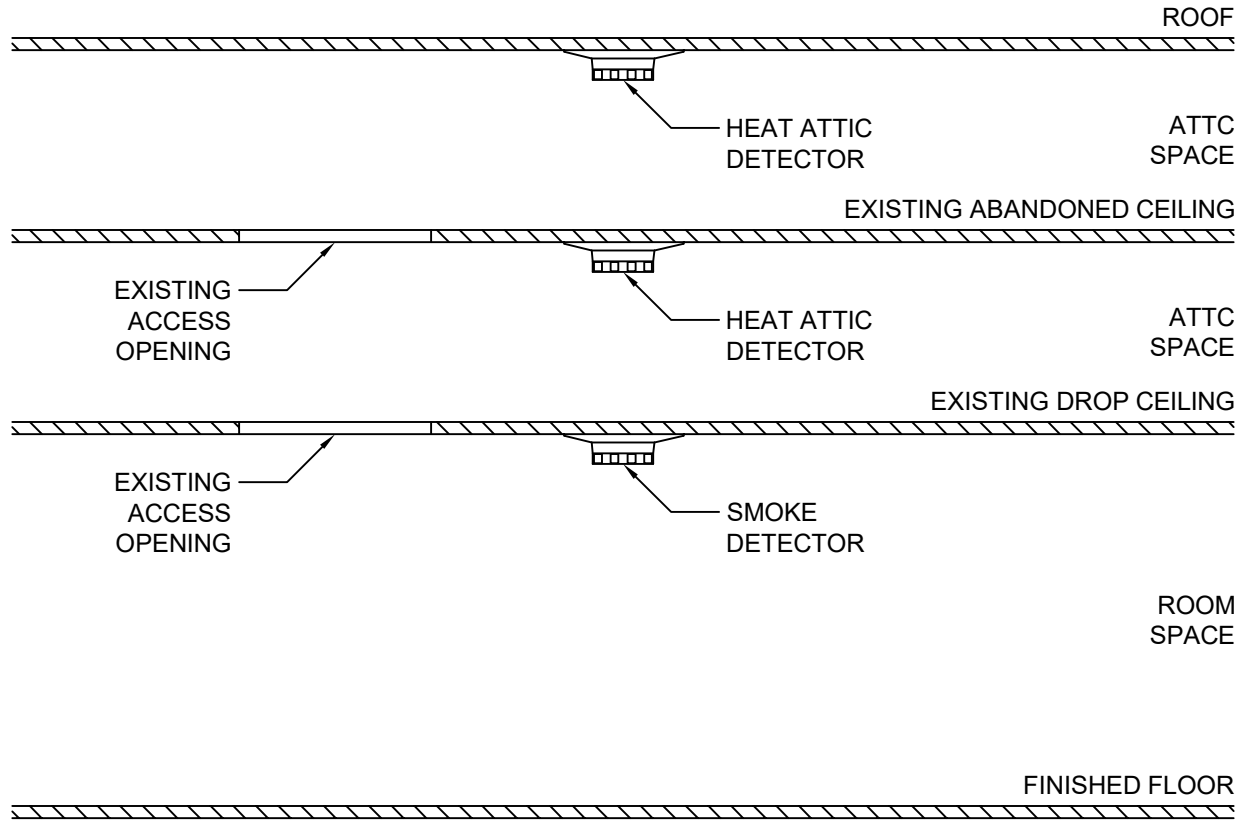 ROOF
HEAT ATTIC
DETECTOR
ATTC
SPACE
EXISTING ABANDONED CEILING
EXISTING
ACCESS
OPENING
HEAT ATTIC
DETECTOR
ATTC
SPACE
EXISTING DROP CEILING
EXISTING
ACCESS
OPENING
SMOKE
DETECTOR
ROOM
SPACE
FINISHED FLOOR